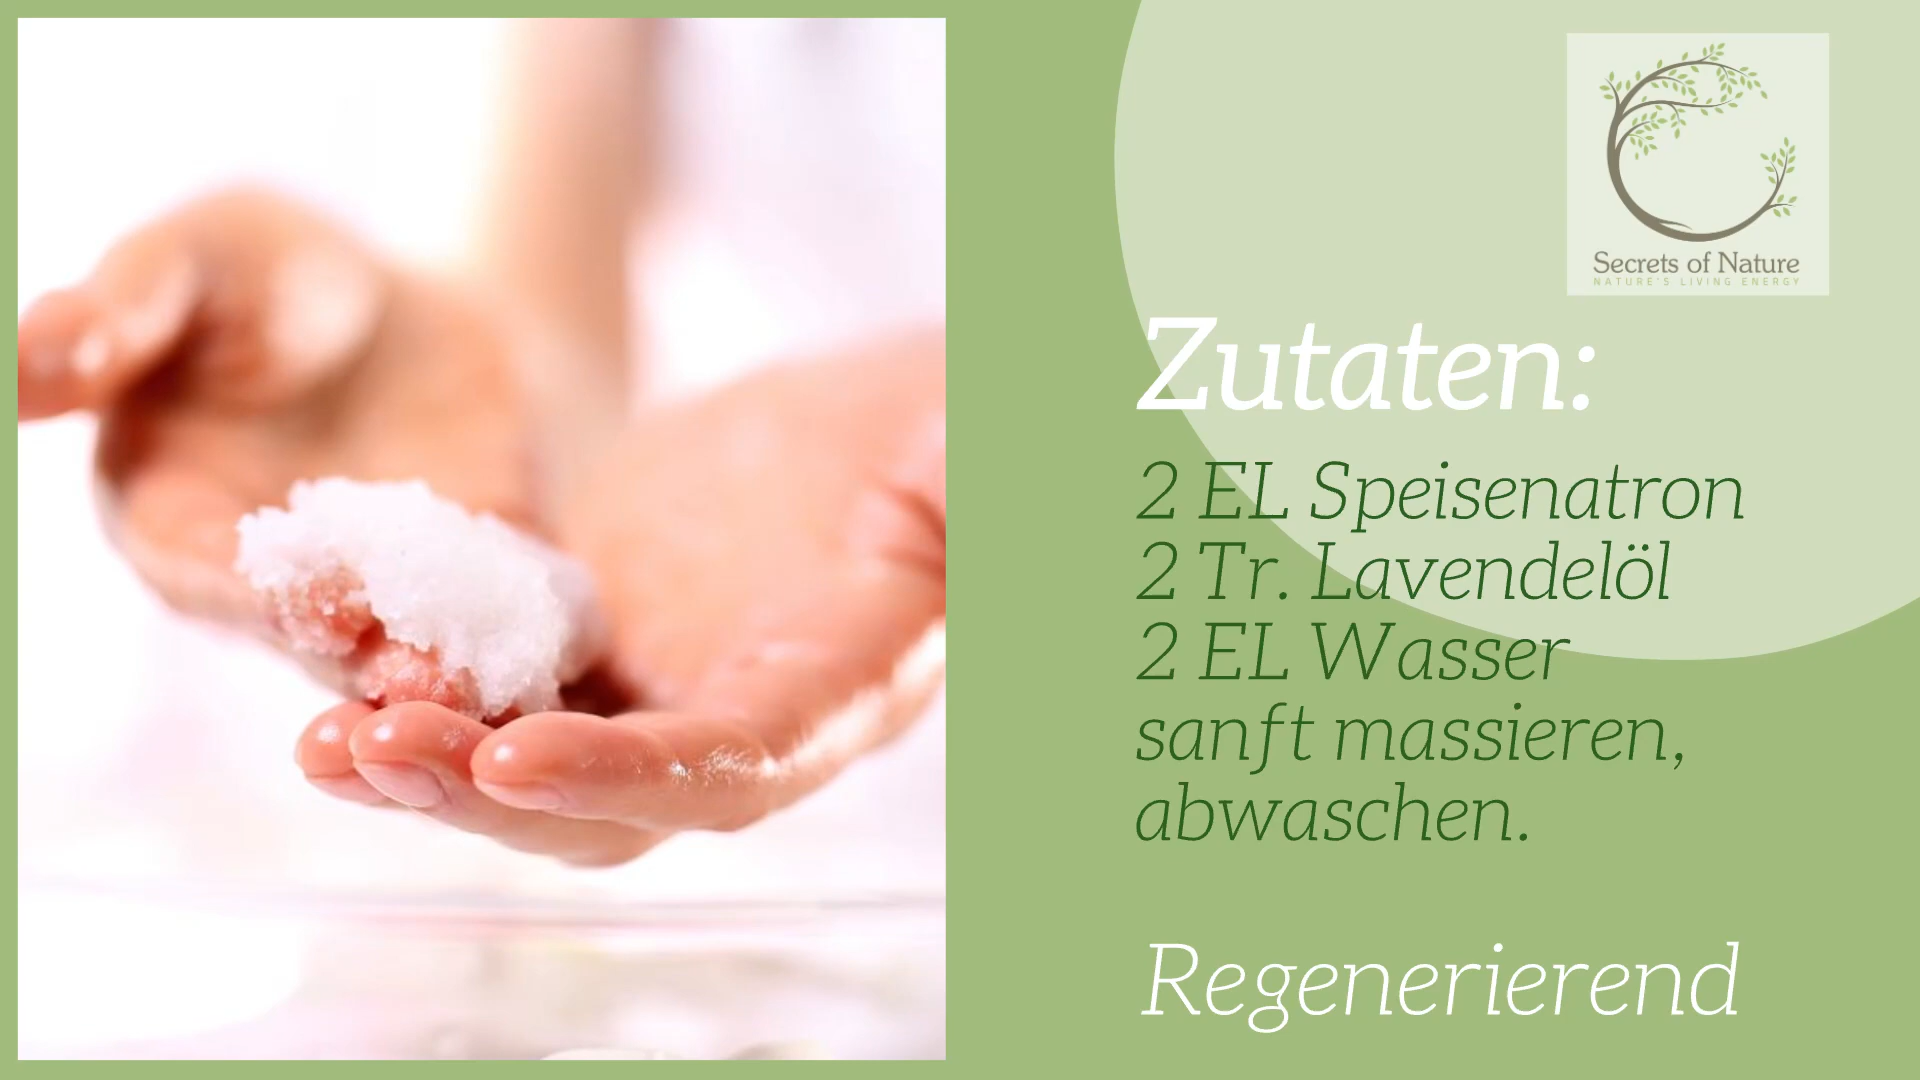 Secrets of Nature
NATURE'S LIVING ENERGY
Zutaten:
2 EL Speisenatron
2 Tr. Lavendelöl
2 EL Wasser
sanft massieren,
abwaschen.
Regenerierend